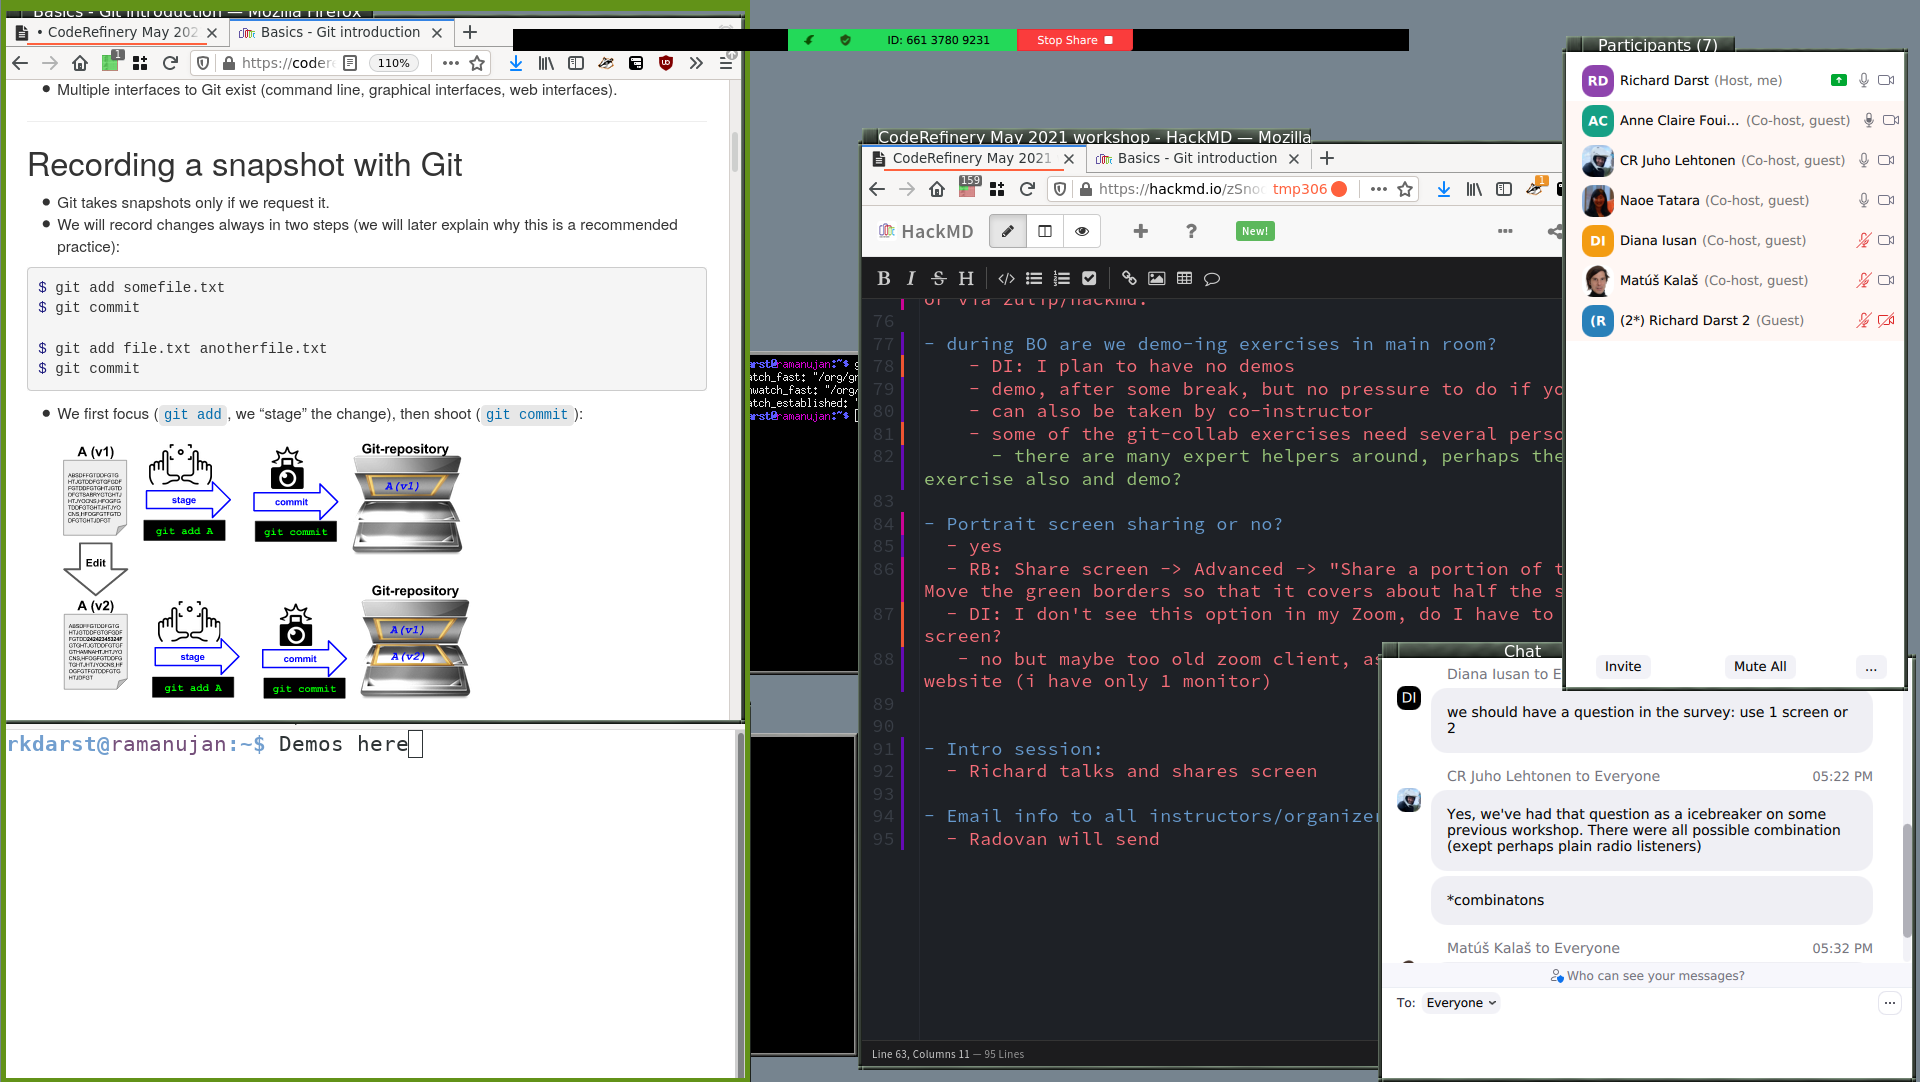 Basics - Git introduction — Mozilla Firefox
• CodeRefinery May 202
Basics - Git introduction
https://codere
110%
1
Multiple interfaces to Git exist (command line, graphical interfaces, web interfaces).
Recording a snapshot with Git
Git takes snapshots only if we request it.
We will record changes always in two steps (we will later explain why this is a recommended
practice):
$ git add somefile.txt
$ git commit
$ git add file.txt anotherfile.txt
$ git commit
We first focus (git add, we “stage” the change), then shoot (git commit):
A (v1)
stage
git add A
commit
git commit
Git-repository
A(v1)
Edit
A (v2)
stage
git add A
commit
git commit
Git-repository
A(v1)
A(v2)
rkdarst@ramanujan:~$ Demos here
ID: 661 3780 9231
Stop Share
arst@ramanujan:~$
arst@ramanujan:~$
CodeRefinery May 2021 workshop - HackMD — Mozilla
CodeRefinery May 2021
Basics - Git introduction
159
https://hackmd.io/zSno
tmp306
1
HackMD
New!
or via zulip/hackmd.
76
77 - during BO are we demo-ing exercises in main room?
78 - DI: I plan to have no demos
79 - demo, after some break, but no pressure to do if yo
80 - can also be taken by co-instructor
81 - some of the git-collab exercises need several perso
82 - there are many expert helpers around, perhaps the
exercise also and demo?
83
84 - Portrait screen sharing or no?
85 - yes
86 - RB: Share screen -> Advanced -> "Share a portion of t
Move the green borders so that it covers about half the s
87 - DI: I don't see this option in my Zoom, do I have to
screen?
88 - no but maybe too old zoom client, as
website (i have only 1 monitor)
89
90
91 - Intro session:
92 - Richard talks and shares screen
93
94 - Email info to all instructors/organizer
95 - Radovan will send
Line 63, Columns 11 — 95 Lines
Participants (7)
RD Richard Darst (Host, me)
AC Anne Claire Foui... (Co-host, guest)
CR Juho Lehtonen (Co-host, guest)
Naoe Tatara (Co-host, guest)
DI Diana Iusan (Co-host, guest)
Matúš Kalaš (Co-host, guest)
(R (2*) Richard Darst 2 (Guest)
Invite
Mute All
...
Chat
Diana Iusan to E
DI
we should have a question in the survey: use 1 screen or
2
CR Juho Lehtonen to Everyone 05:22 PM
Yes, we've had that question as a icebreaker on some
previous workshop. There were all possible combination
(exept perhaps plain radio listeners)
*combinatons
Matúš Kalaš to Everyone 05:32 PM
Who can see your messages?
To: Everyone